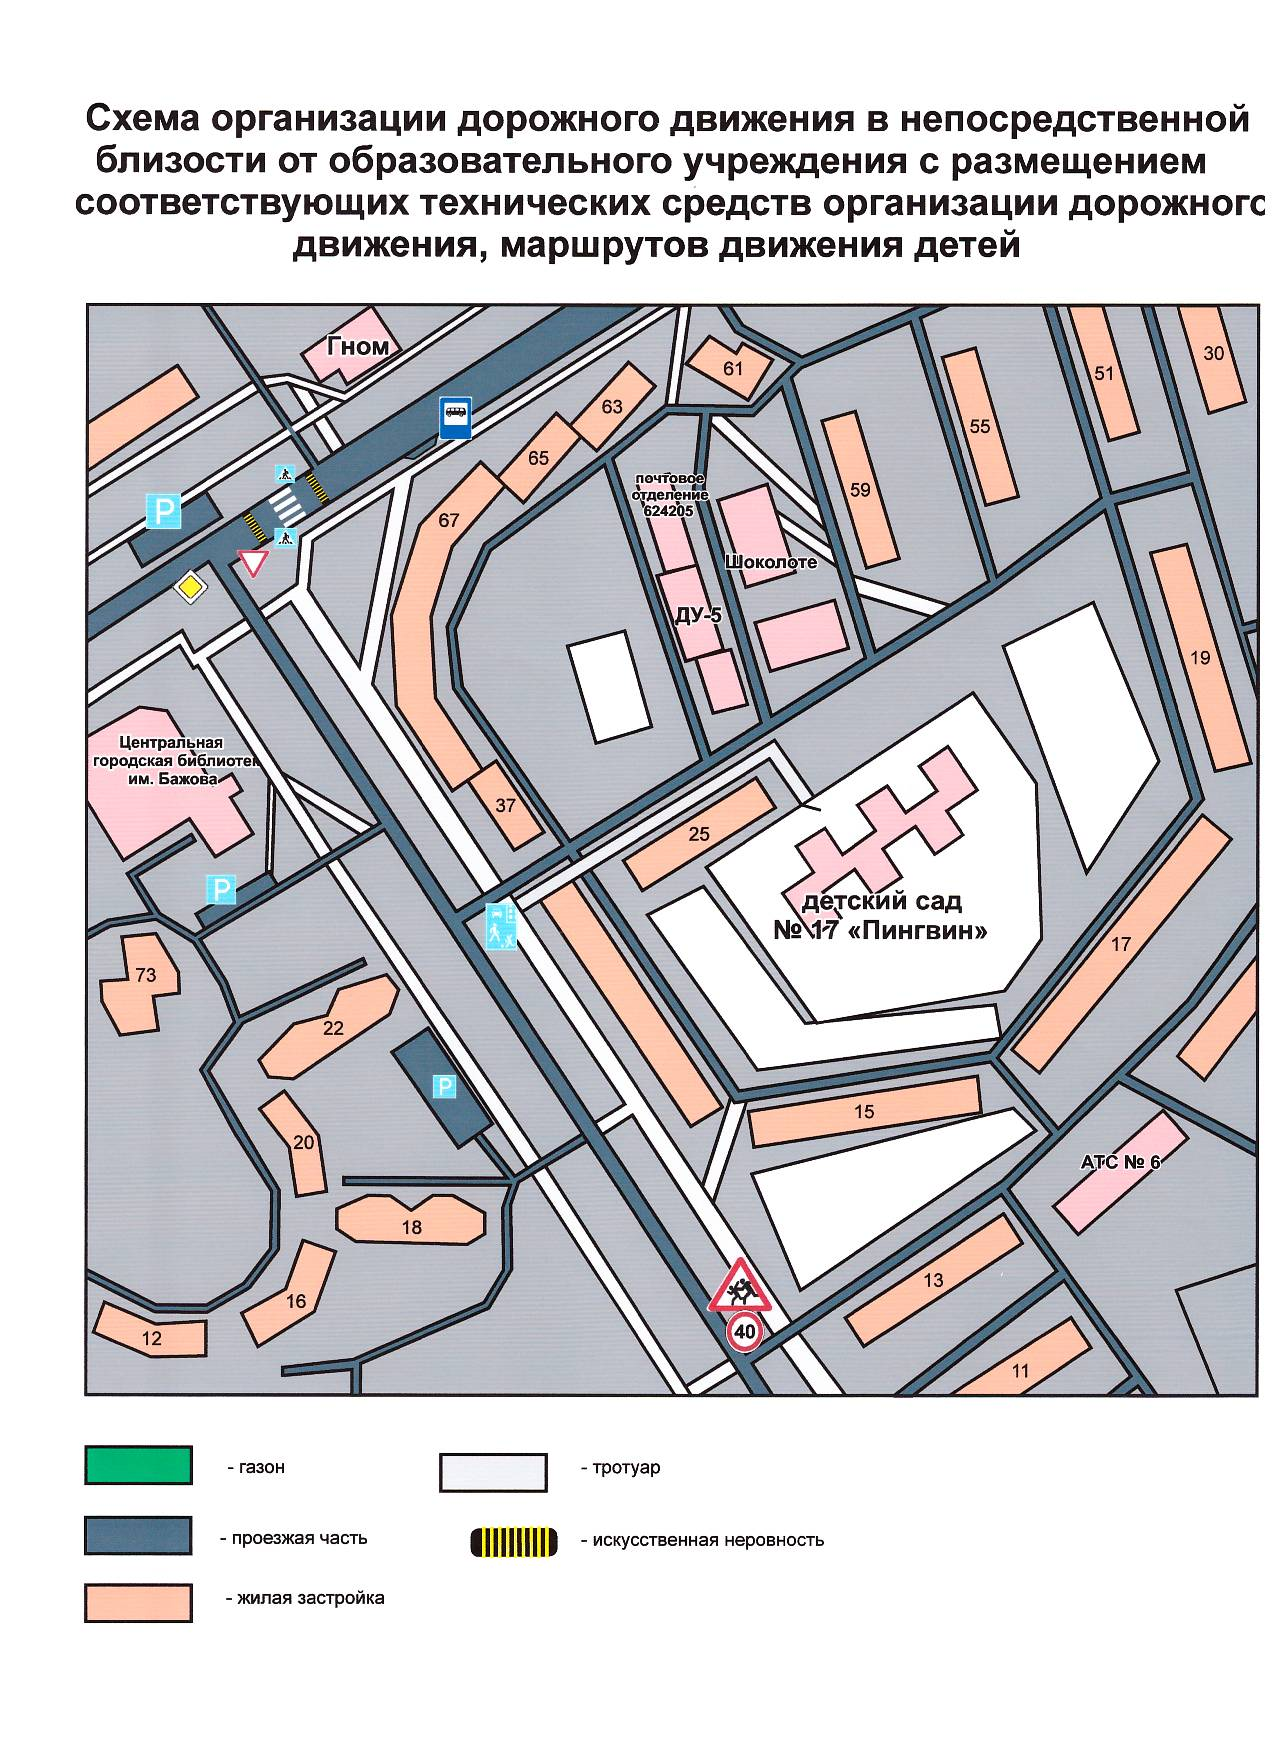 Схема организации дорожного движения в непосредственной
близости от образовательного учреждения с размещением
соответствующих технических средств организации дорожного
движения, маршрутов движения детей
Гном
61
30
51
63
55
65
59
67
почтовое
отделение
624205
P
Шоколоте
ДУ-5
19
Центральная
городская библиотек
им. Бажова
37
25
P
детский сад
№ 17 «Пингвин»
17
73
22
P
15
20
АТС № 6
18
13
16
40
12
11
- газон
- тротуар
- проезжая часть
- искусственная неровность
- жилая застройка